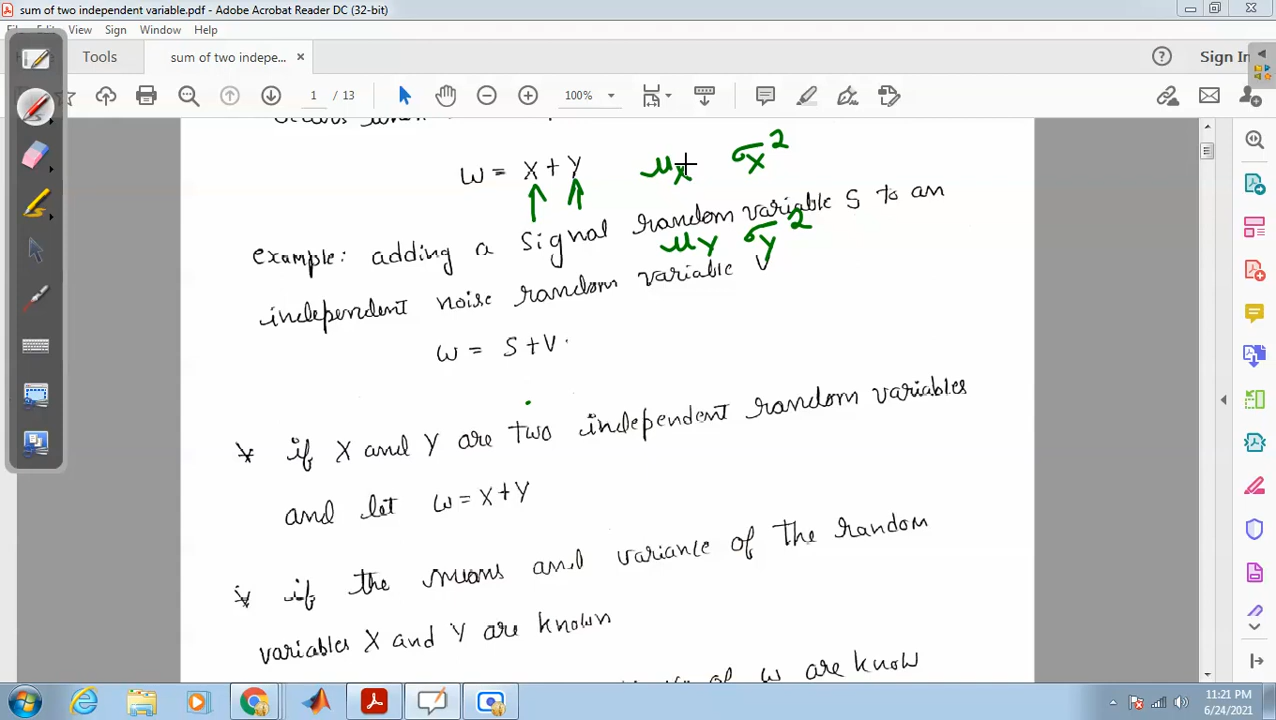 sum of two independent variable.pdf - Adobe Acrobat Reader DC (32-bit)
View Sign Window Help
Tools
sum of two indepe...
Sign In
1 / 13
100%
W = X + Y μx σx²
example: adding a Signal random variable S to an
μY σY²
independent noise random variable V
W = S + V.
if X and Y are two independent random variables
and let W = X + Y
if the means and variance of the random
variables X and Y are known
of W are know
11:21 PM
6/24/2021